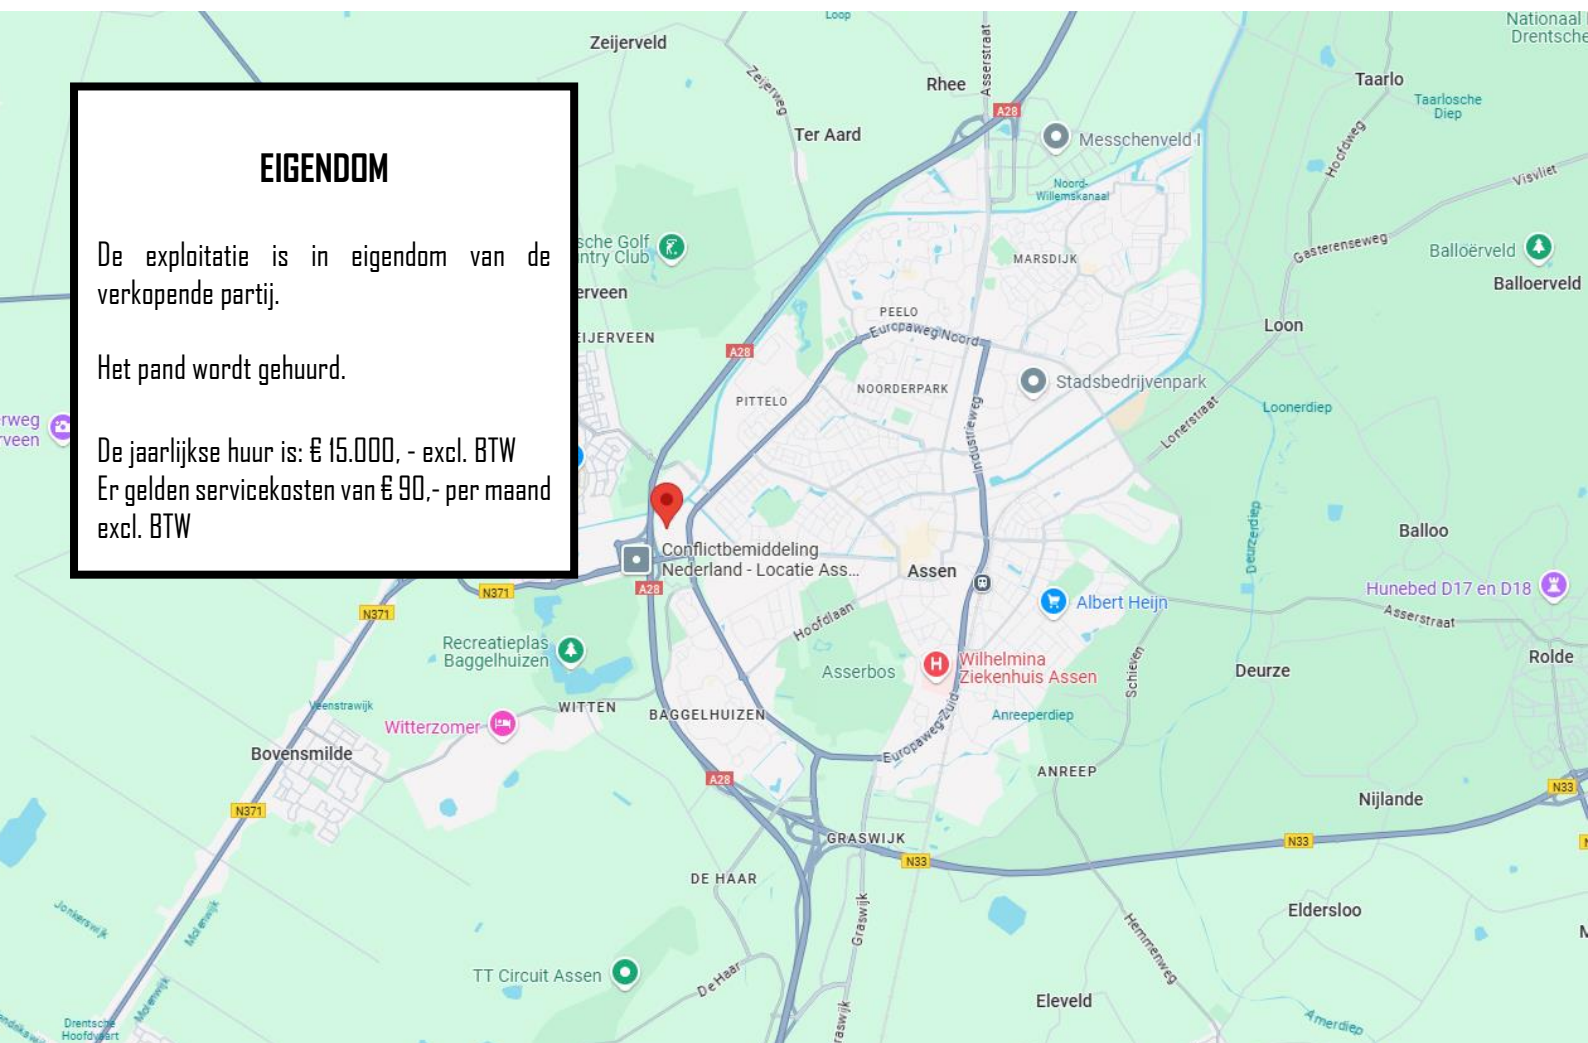 EIGENDOM
De exploitatie is in eigendom van de
verkopende partij.
Het pand wordt gehuurd.
De jaarlijkse huur is: € 15.000, - excl. BTW
Er gelden servicekosten van € 90,- per maand
excl. BTW
Loop
Nationaal
Drentsche
Zeijerveld
Asserstraat
Zeijerweg
Rhee
Taarlo
Taarlosche
Diep
A28
Ter Aard
Messchenveld I
Hoofdweg
Visvliet
Noord-
Willemskanaal
sche Golf
ntry Club
MARSDIJK
Gasterenseweg
Balloërveld
Balloerveld
erveen
PEELO
Europaweg Noord
Loon
EIJERVEEN
A28
Stadsbedrijvenpark
NOORDERPARK
PITTELO
Industrieweg
Lonerstraat
Loonerdiep
rweg
rveen
Deurzerdiep
Balloo
Conflictbemiddeling
Nederland - Locatie Ass...
Assen
A28
N371
N371
Albert Heijn
Hunebed D17 en D18
Asserstraat
Hoofdlaan
Recreatieplas
Baggelhuizen
Asserbos
Wilhelmina
Ziekenhuis Assen
Schieven
Deurze
Rolde
Veenstrawijk
WITTEN
BAGGELHUIZEN
Witterzomer
Anreeperdiep
Europaweg-Zuid
Bovensmilde
A28
ANREEP
N33
Nijlande
N371
GRASWIJK
N33
N33
DE HAAR
Jonkerswijk
Molenwijk
Graswijk
Eldersloo
Hemmenweg
TT Circuit Assen
De Haar
Molenwijk
Eleveld
Amerdiep
Drentsche
Hoofdvaart
raswijk